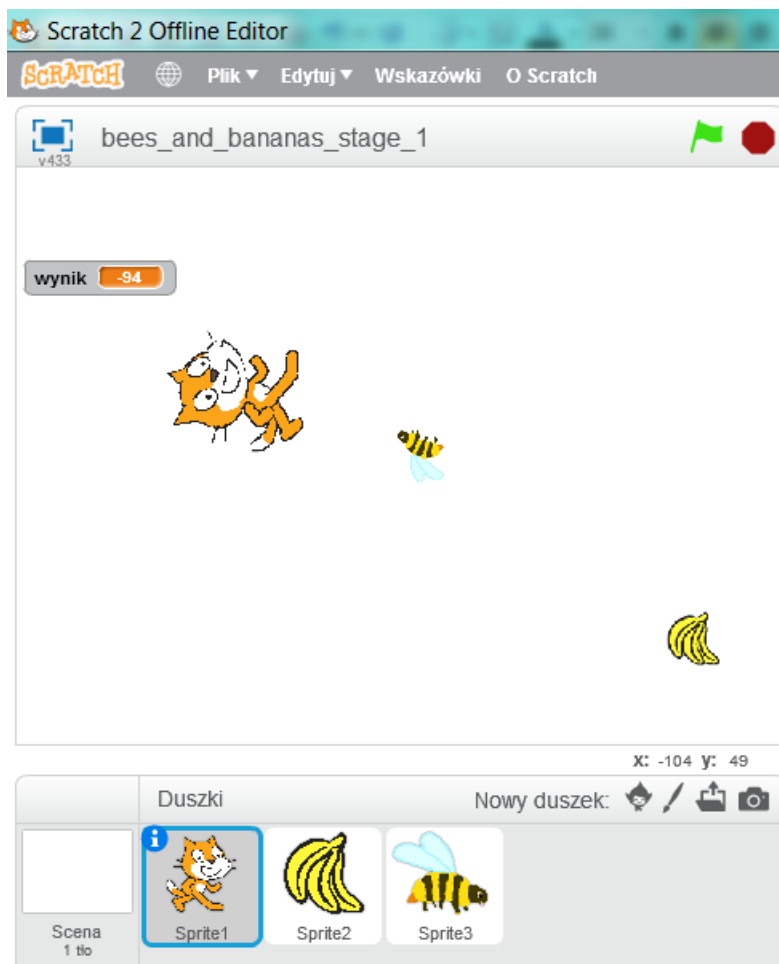 Scratch 2 Offline Editor
SCRATCH Plik Edytuj Wskazówki O Scratch
bees_and_bananas_stage_1
v433
wynik -94
x: -104 y: 49
Duszki Nowy duszek:
Scena
1 tło
Sprite1 Sprite2 Sprite3